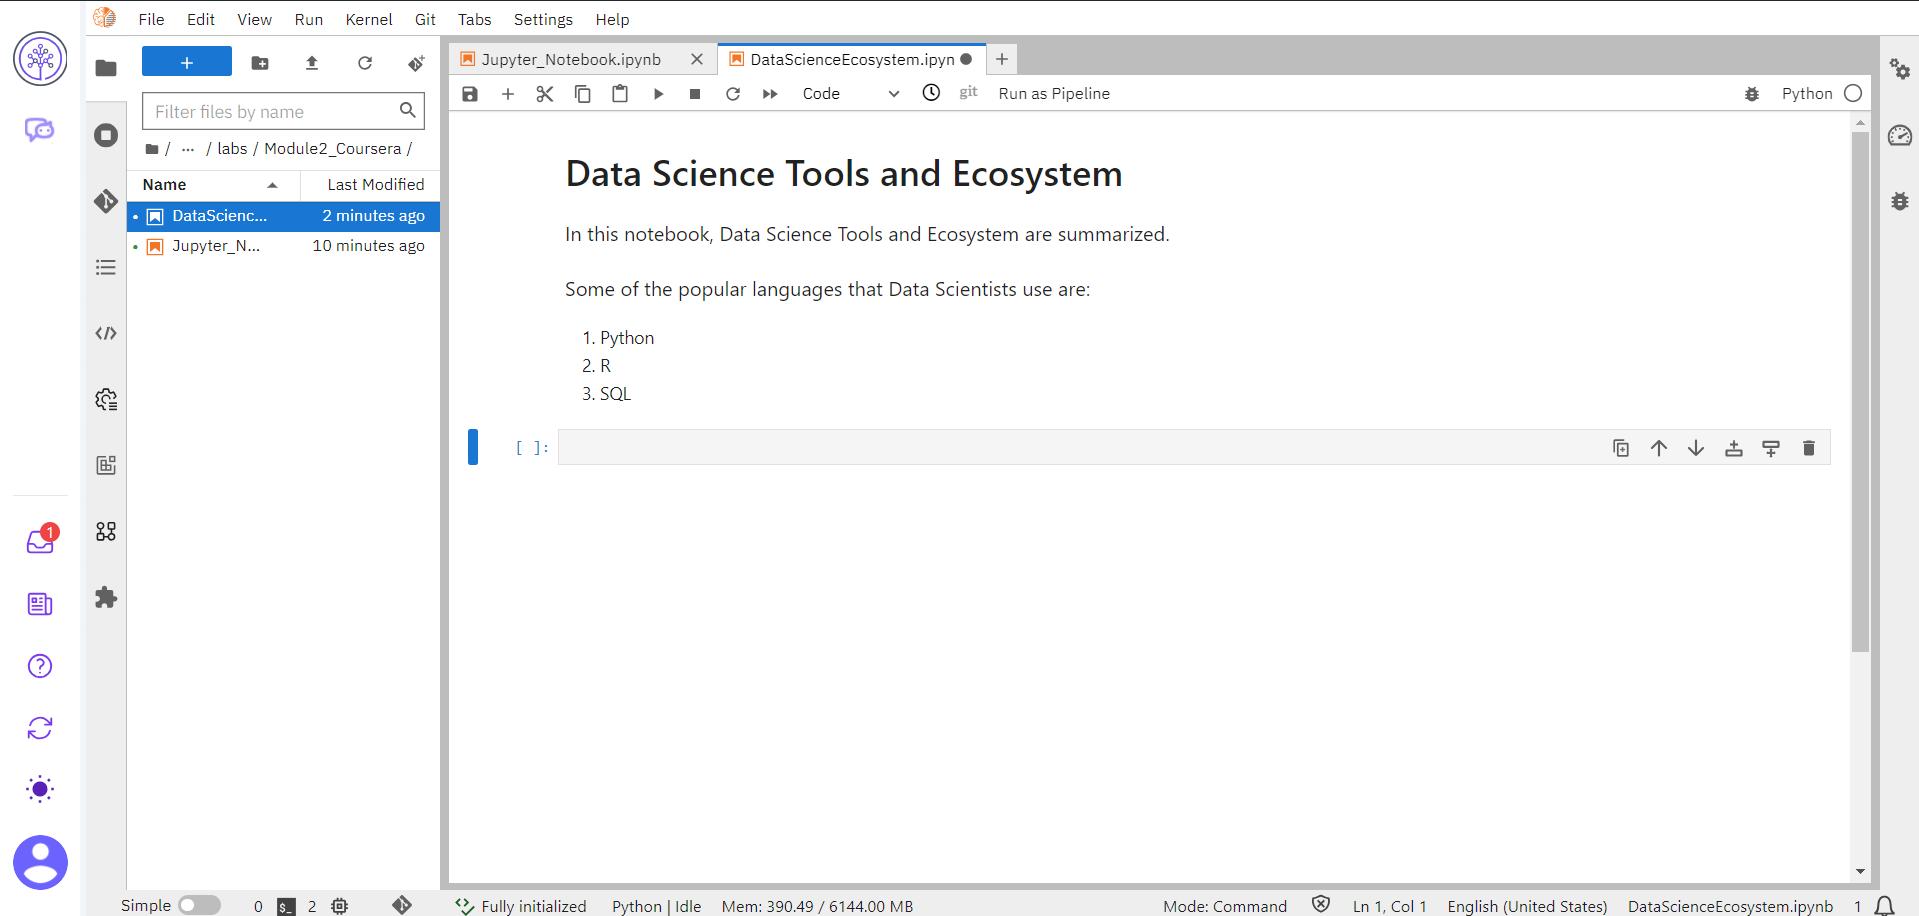 File Edit View Run Kernel Git Tabs Settings Help
+
Filter files by name
/ ... / labs / Module2_Coursera /
Name Last Modified
DataScienc... 2 minutes ago
Jupyter_N... 10 minutes ago
1
Jupyter_Notebook.ipynb
DataScienceEcosystem.ipyn
Code git Run as Pipeline Python
Data Science Tools and Ecosystem
In this notebook, Data Science Tools and Ecosystem are summarized.
Some of the popular languages that Data Scientists use are:
1. Python
2. R
3. SQL
[ ]:
Simple 0 $_ 2 Fully initialized Python | Idle Mem: 390.49 / 6144.00 MB Mode: Command Ln 1, Col 1 English (United States) DataScienceEcosystem.ipynb 1